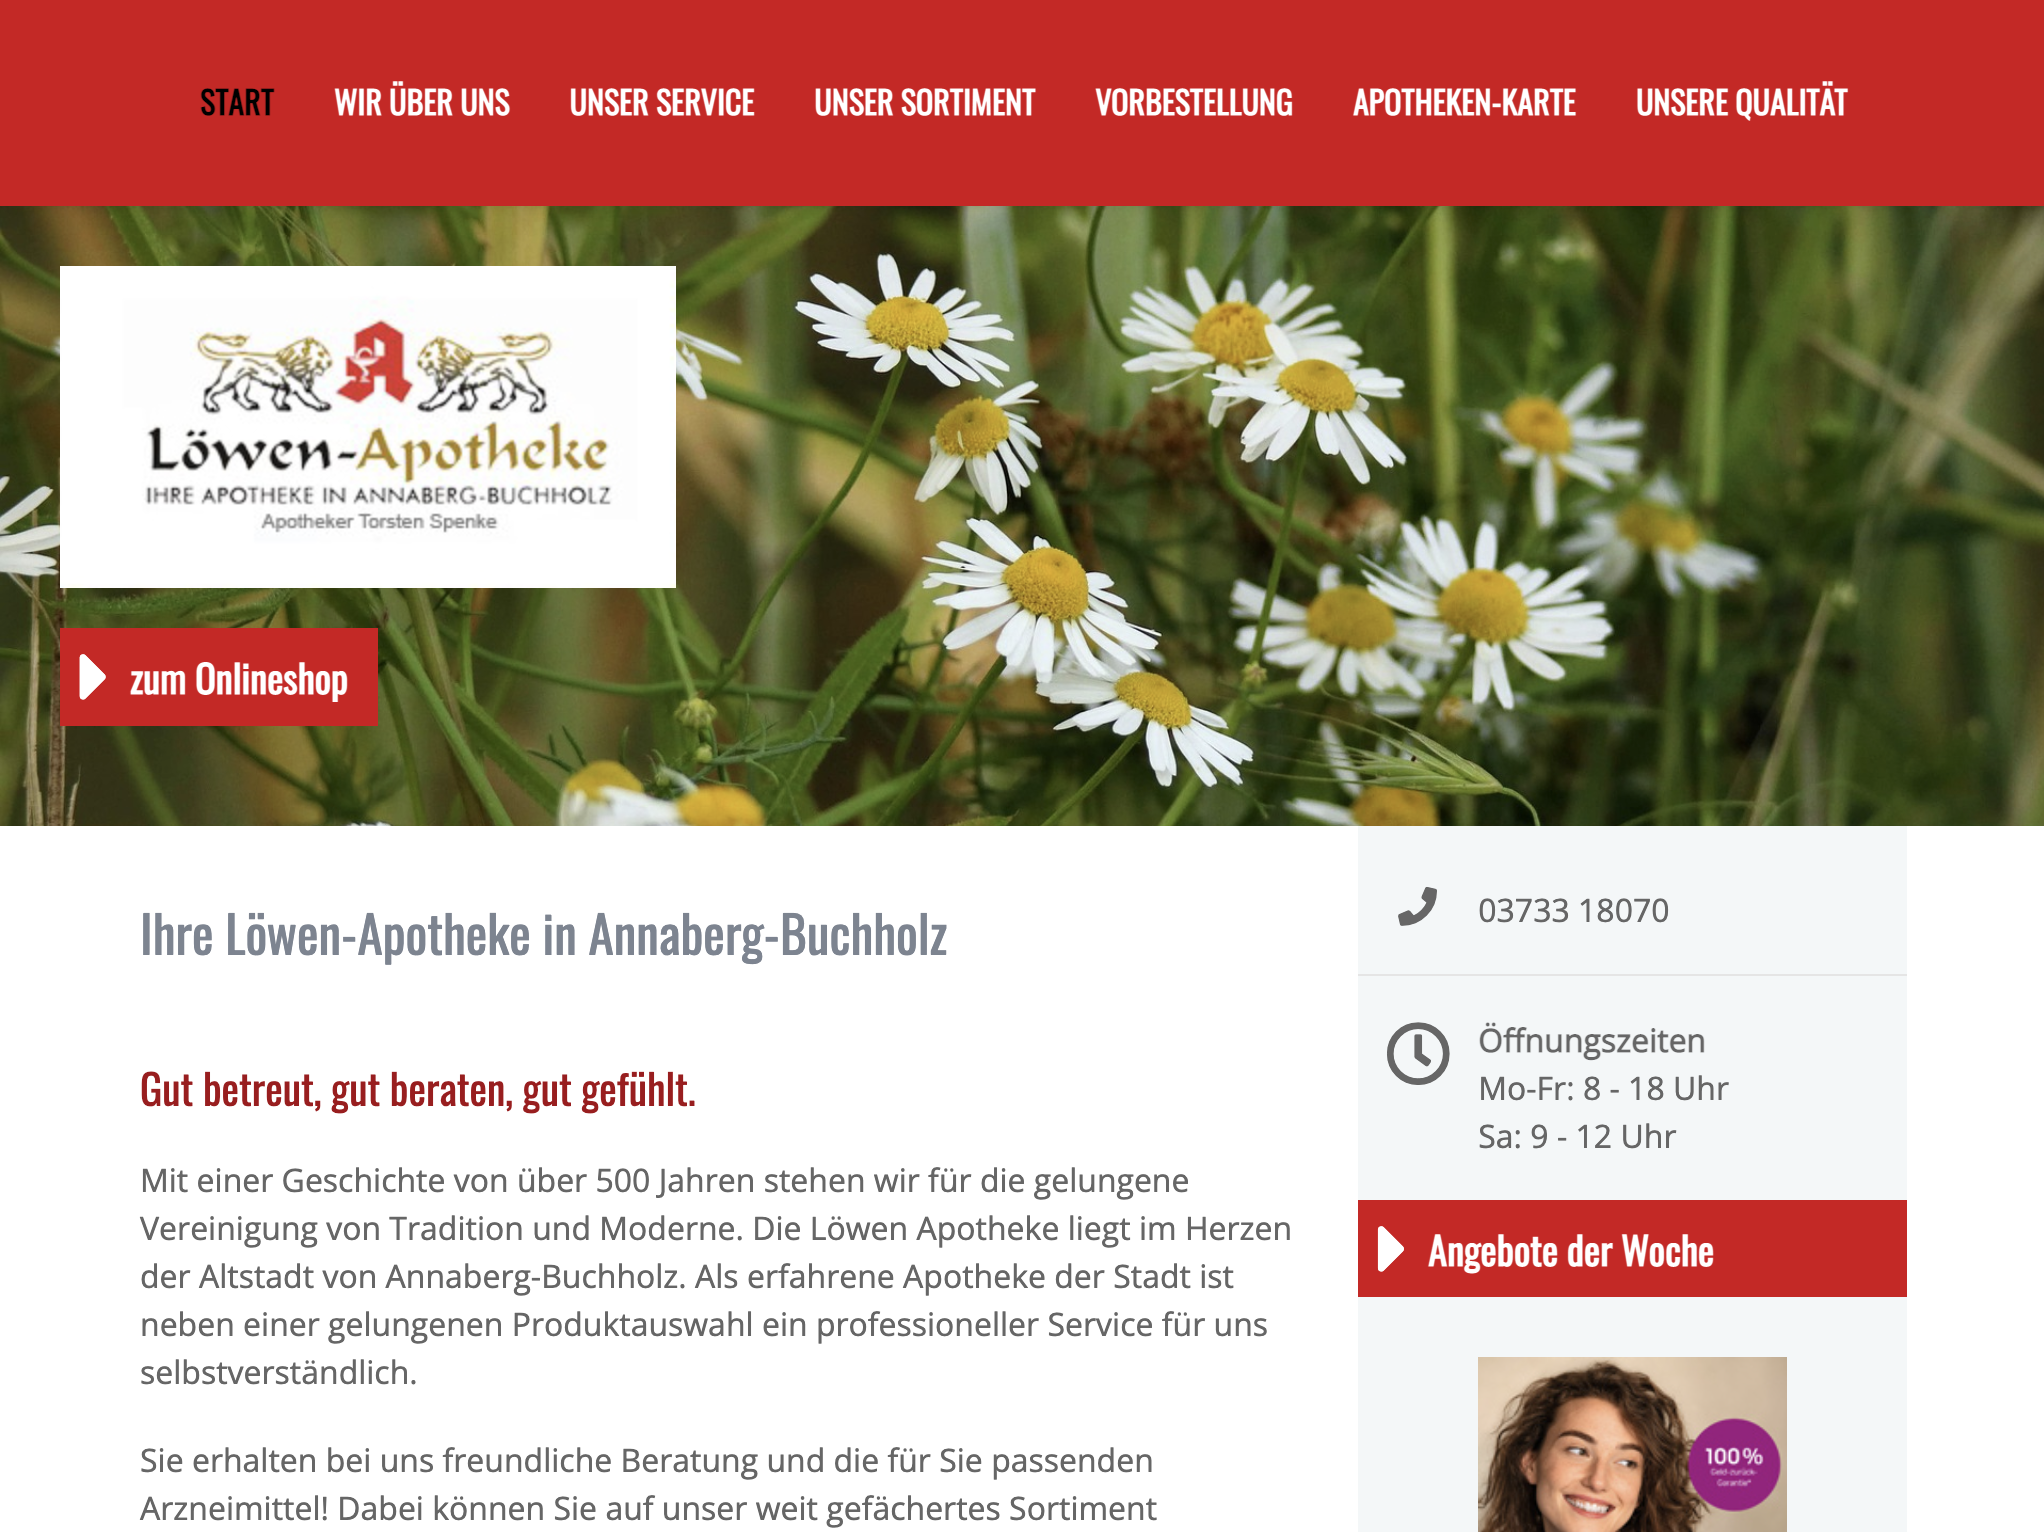 START
WIR ÜBER UNS
UNSER SERVICE
UNSER SORTIMENT
VORBESTELLUNG
APOTHEKEN-KARTE
UNSERE QUALITÄT
Löwen-Apotheke
IHRE APOTHEKE IN ANNABERG-BUCHHOLZ
Apotheker Torsten Spenke
zum Onlineshop
Ihre Löwen-Apotheke in Annaberg-Buchholz
Gut betreut, gut beraten, gut gefühlt.
Mit einer Geschichte von über 500 Jahren stehen wir für die gelungene
Vereinigung von Tradition und Moderne. Die Löwen Apotheke liegt im Herzen
der Altstadt von Annaberg-Buchholz. Als erfahrene Apotheke der Stadt ist
neben einer gelungenen Produktauswahl ein professioneller Service für uns
selbstverständlich.
Sie erhalten bei uns freundliche Beratung und die für Sie passenden
Arzneimittel! Dabei können Sie auf unser weit gefächertes Sortiment
03733 18070
Öffnungszeiten
Mo-Fr: 8 - 18 Uhr
Sa: 9 - 12 Uhr
Angebote der Woche
100%
Geld-zurück-
Garantie*